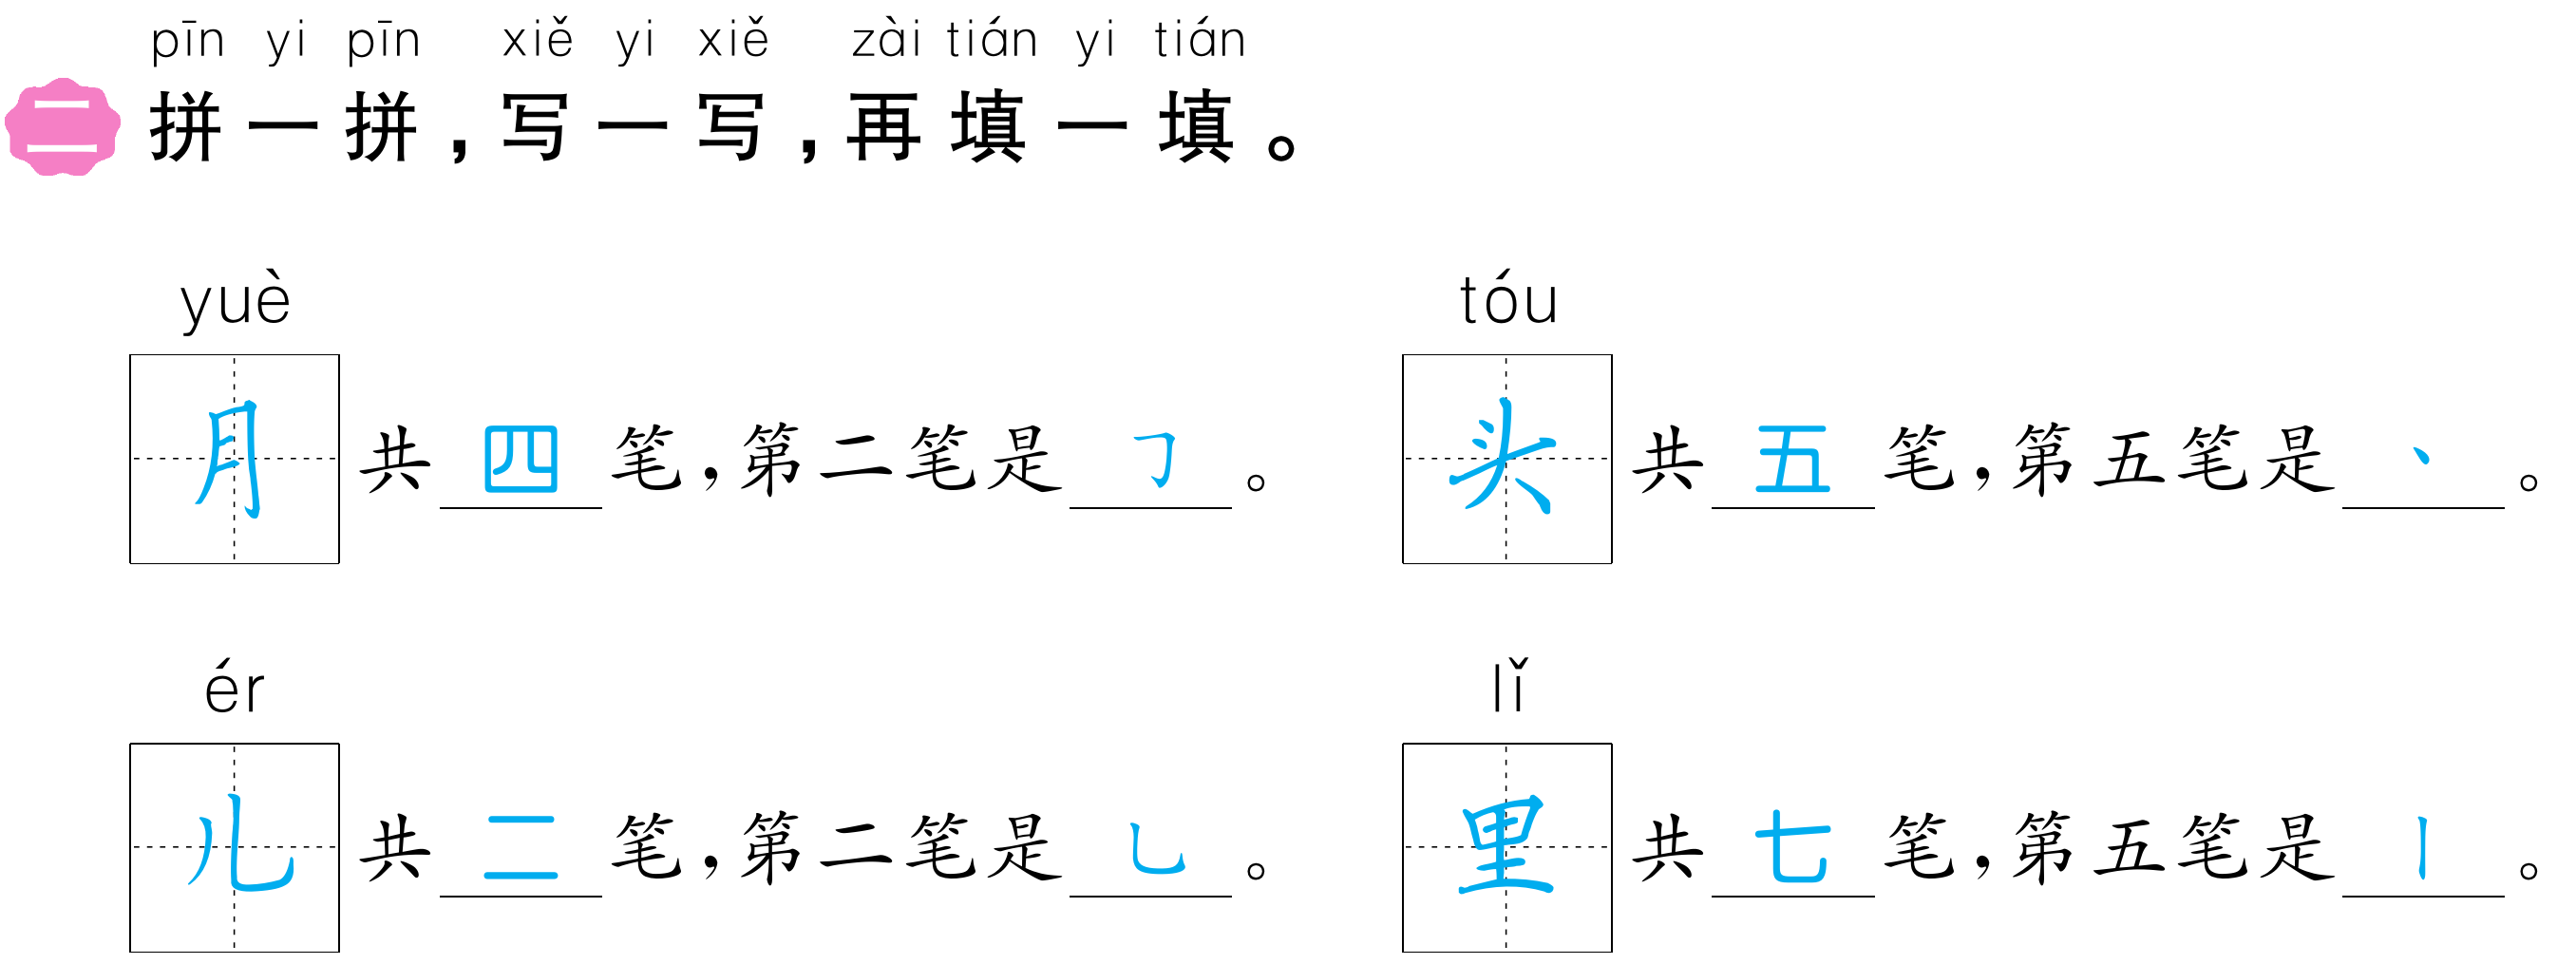 pīn yi pīn xiě yi xiě zài tián yi tián
二 拼一拼,写一写,再填一填。
yuè
月 共 四 笔,第二笔是 ㇆ 。
tóu
头 共 五 笔,第五笔是 丶 。
ér
儿 共 二 笔,第二笔是 乚 。
lǐ
里 共 七 笔,第五笔是 丨 。